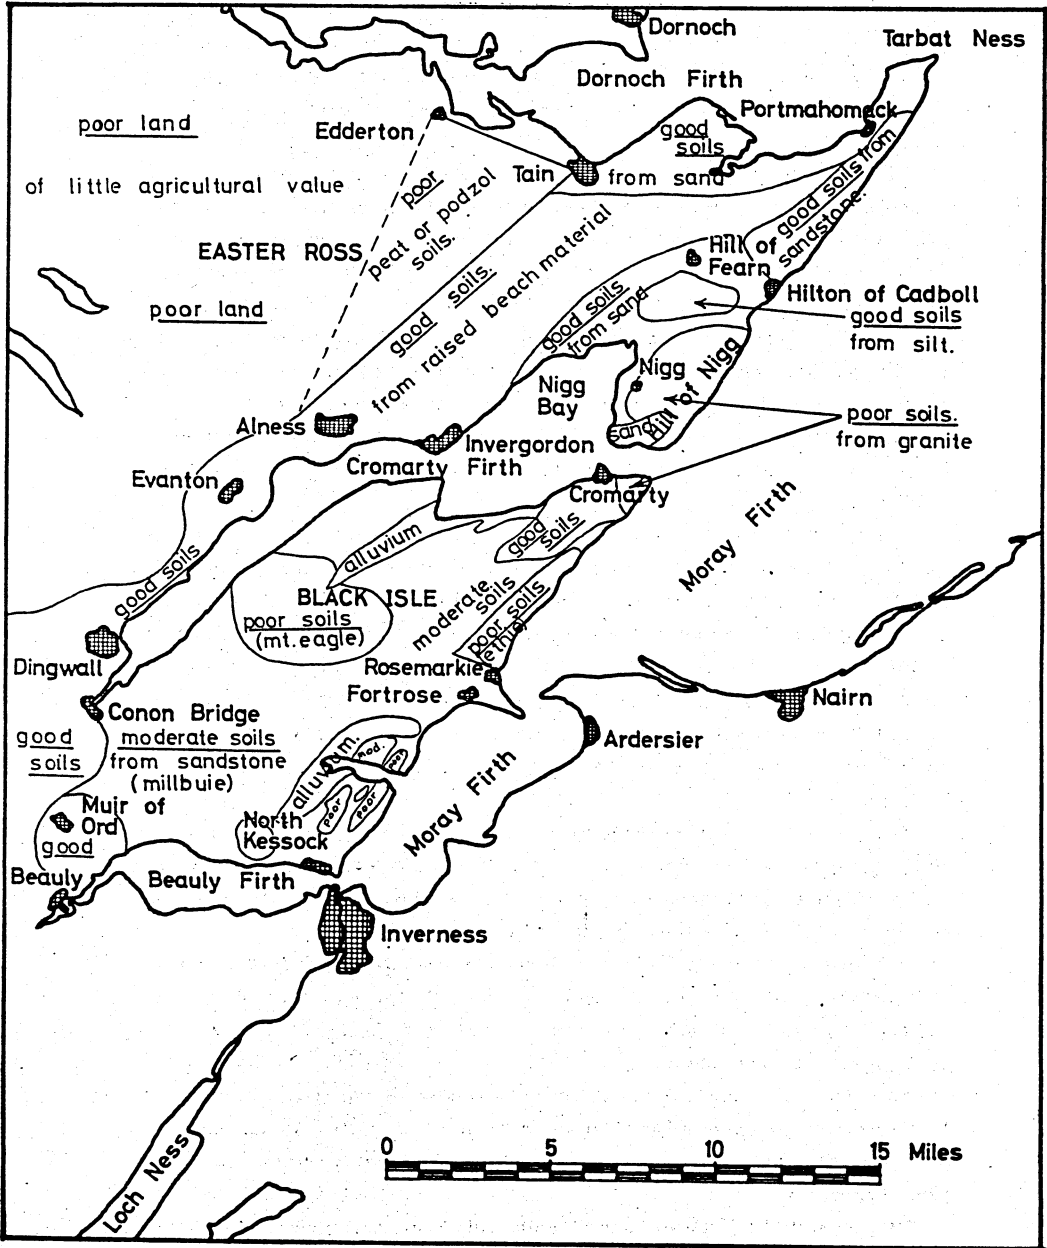 Dornoch
Tarbat Ness
Dornoch Firth
Portmahomack
poor land
Edderton
good
soils
from sand
Tain
of little agricultural value
poor
peat or podzol
soils.
good soils from
sandstone.
EASTER ROSS
Hill of
Fearn
good soils.
from raised beach material
Hilton of Cadboll
good soils
from silt.
poor land
good soils
from sand
Nigg
Bay
Nigg
Hill of Nigg
sand
poor soils.
from granite
Alness
Invergordon
Cromarty Firth
Evanton
Cromarty
Moray Firth
alluvium
good
soils
good soils
BLACK ISLE
poor soils
(mt.eagle)
moderate
soils
poor soils
(ethie)
Dingwall
Rosemarkie
Fortrose
Nairn
Conon Bridge
moderate soils
from sandstone
(millbuie)
good
soils
Ardersier
alluvium.
mod.
poor
poor
poor
Moray Firth
Muir of
Ord
good
North
Kessock
Beauly
Beauly Firth
Inverness
Loch Ness
0 5 10 15 Miles